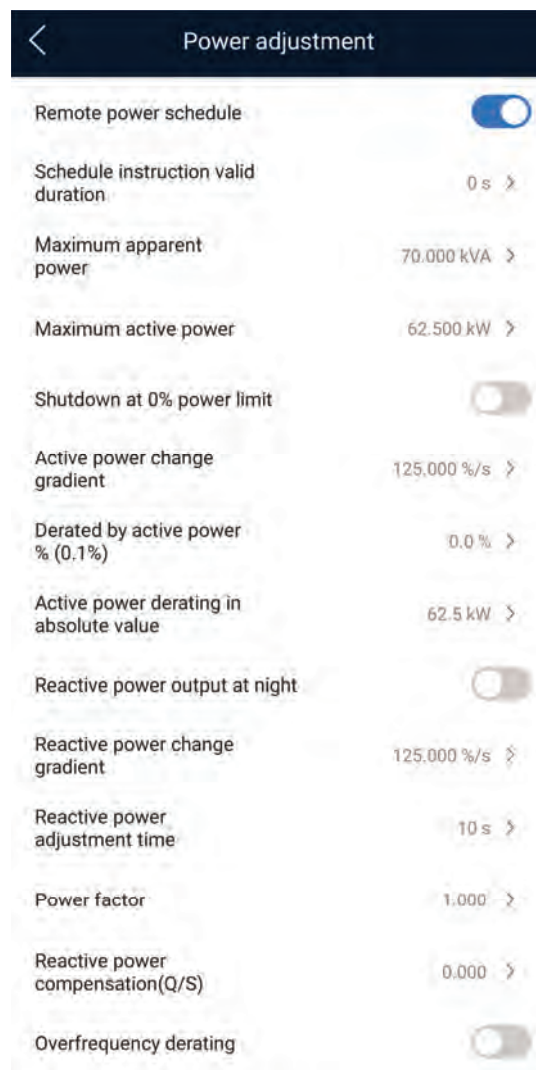 Power adjustment
Remote power schedule
Schedule instruction valid
duration
0 s
Maximum apparent
power
70.000 kVA
Maximum active power
62.500 kW
Shutdown at 0% power limit
Active power change
gradient
125.000 %/s
Derated by active power
% (0.1%)
0.0 %
Active power derating in
absolute value
62.5 kW
Reactive power output at night
Reactive power change
gradient
125.000 %/s
Reactive power
adjustment time
10 s
Power factor
1.000
Reactive power
compensation(Q/S)
0.000
Overfrequency derating